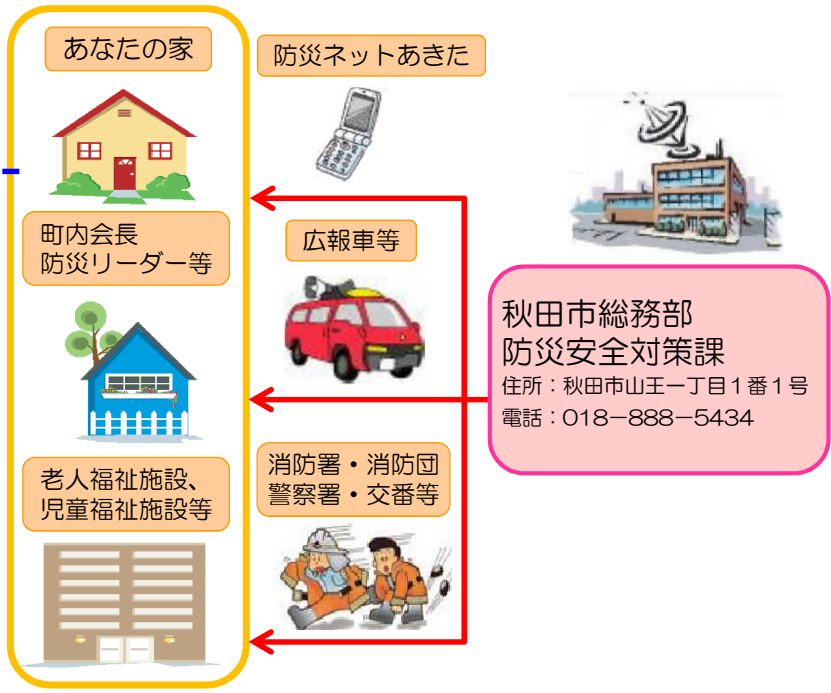 あなたの家
防災ネットあきた
町内会長
防災リーダー等
広報車等
秋田市総務部
防災安全対策課
住所：秋田市山王一丁目１番１号
電話：018－888－5434
老人福祉施設、
児童福祉施設等
消防署・消防団
警察署・交番等